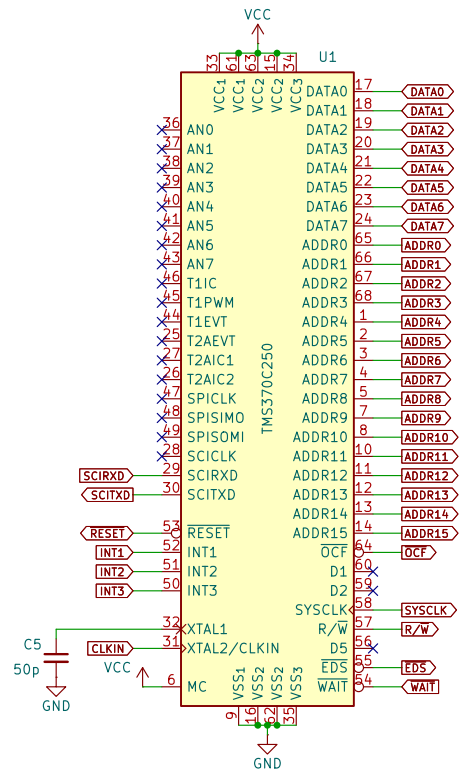 VCC
33 61 63 15 34 U1
VCC1 VCC1 VCC2 VCC2 VCC3
DATA0 17 DATA0
DATA1 18 DATA1
36 AN0 DATA2 19 DATA2
37 AN1 DATA3 20 DATA3
38 AN2 DATA4 21 DATA4
39 AN3 DATA5 22 DATA5
40 AN4 DATA6 23 DATA6
41 AN5 DATA7 24 DATA7
42 AN6 ADDR0 65 ADDR0
43 AN7 ADDR1 66 ADDR1
46 T1IC ADDR2 67 ADDR2
45 T1PWM ADDR3 68 ADDR3
44 T1EVT ADDR4 1 ADDR4
25 T2AEVT ADDR5 2 ADDR5
27 T2AIC1 ADDR6 3 ADDR6
26 T2AIC2 ADDR7 4 ADDR7
47 SPICLK ADDR8 5 ADDR8
48 SPISIMO ADDR9 7 ADDR9
49 SPISOMI ADDR10 8 ADDR10
28 SCICLK ADDR11 10 ADDR11
SCIRXD 29 SCIRXD ADDR12 11 ADDR12
SCITXD 30 SCITXD ADDR13 12 ADDR13
ADDR14 13 ADDR14
RESET 53 RESET ADDR15 14 ADDR15
INT1 52 INT1 OCF 64 OCF
INT2 51 INT2 D1 60
INT3 50 INT3 D2 59
SYSCLK 58 SYSCLK
32 XTAL1 R/W 57 R/W
CLKIN 31 XTAL2/CLKIN D5 56
C5
50p
GND
EDS 55 EDS
VCC 6 MC WAIT 54 WAIT
TMS370C250
VSS1 VSS2 VSS2 VSS3
9 16 62 35
GND